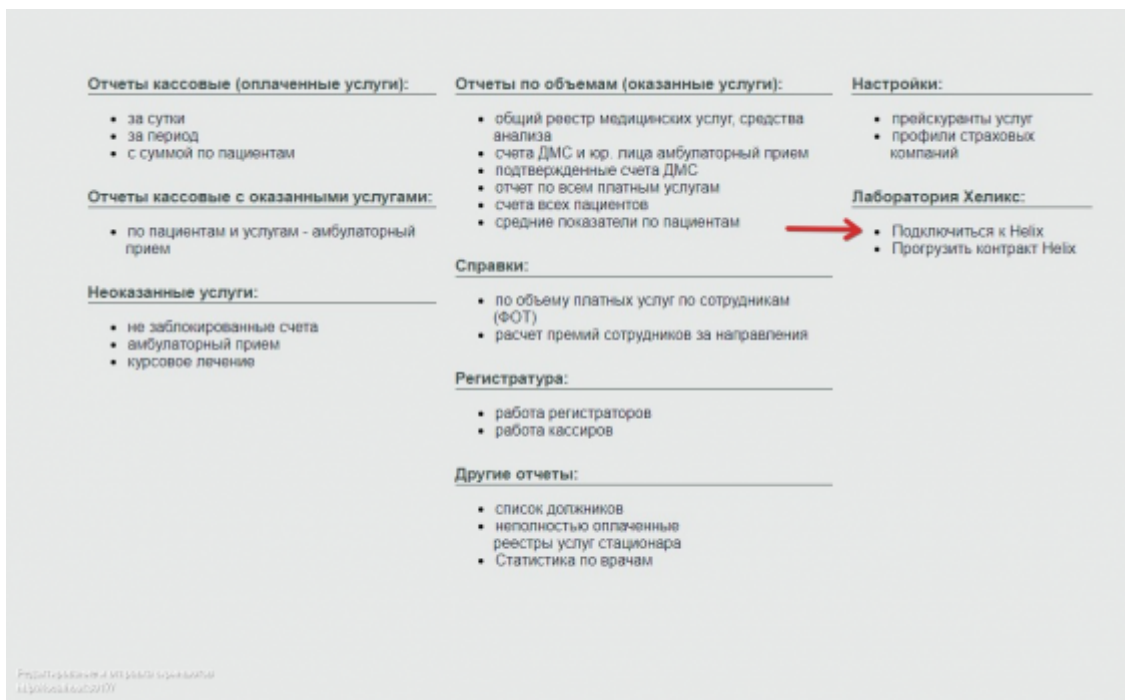 Отчеты кассовые (оплаченные услуги):
за сутки
за период
с суммой по пациентам
Отчеты кассовые с оказанными услугами:
по пациентам и услугам - амбулаторный
прием
Неоказанные услуги:
не заблокированные счета
амбулаторный прием
курсовое лечение
Отчеты по объемам (оказанные услуги):
общий реестр медицинских услуг, средства
анализа
счета ДМС и юр. лица амбулаторный прием
подтвержденные счета ДМС
отчет по всем платным услугам
счета всех пациентов
средние показатели по пациентам
Справки:
по объему платных услуг по сотрудникам
(ФОТ)
расчет премий сотрудников за направления
Регистратура:
работа регистраторов
работа кассиров
Другие отчеты:
список должников
неполностью оплаченные
реестры услуг стационара
Статистика по врачам
Настройки:
прейскуранты услуг
профили страховых
компаний
Лаборатория Хеликс:
Подключиться к Helix
Прогрузить контракт Helix